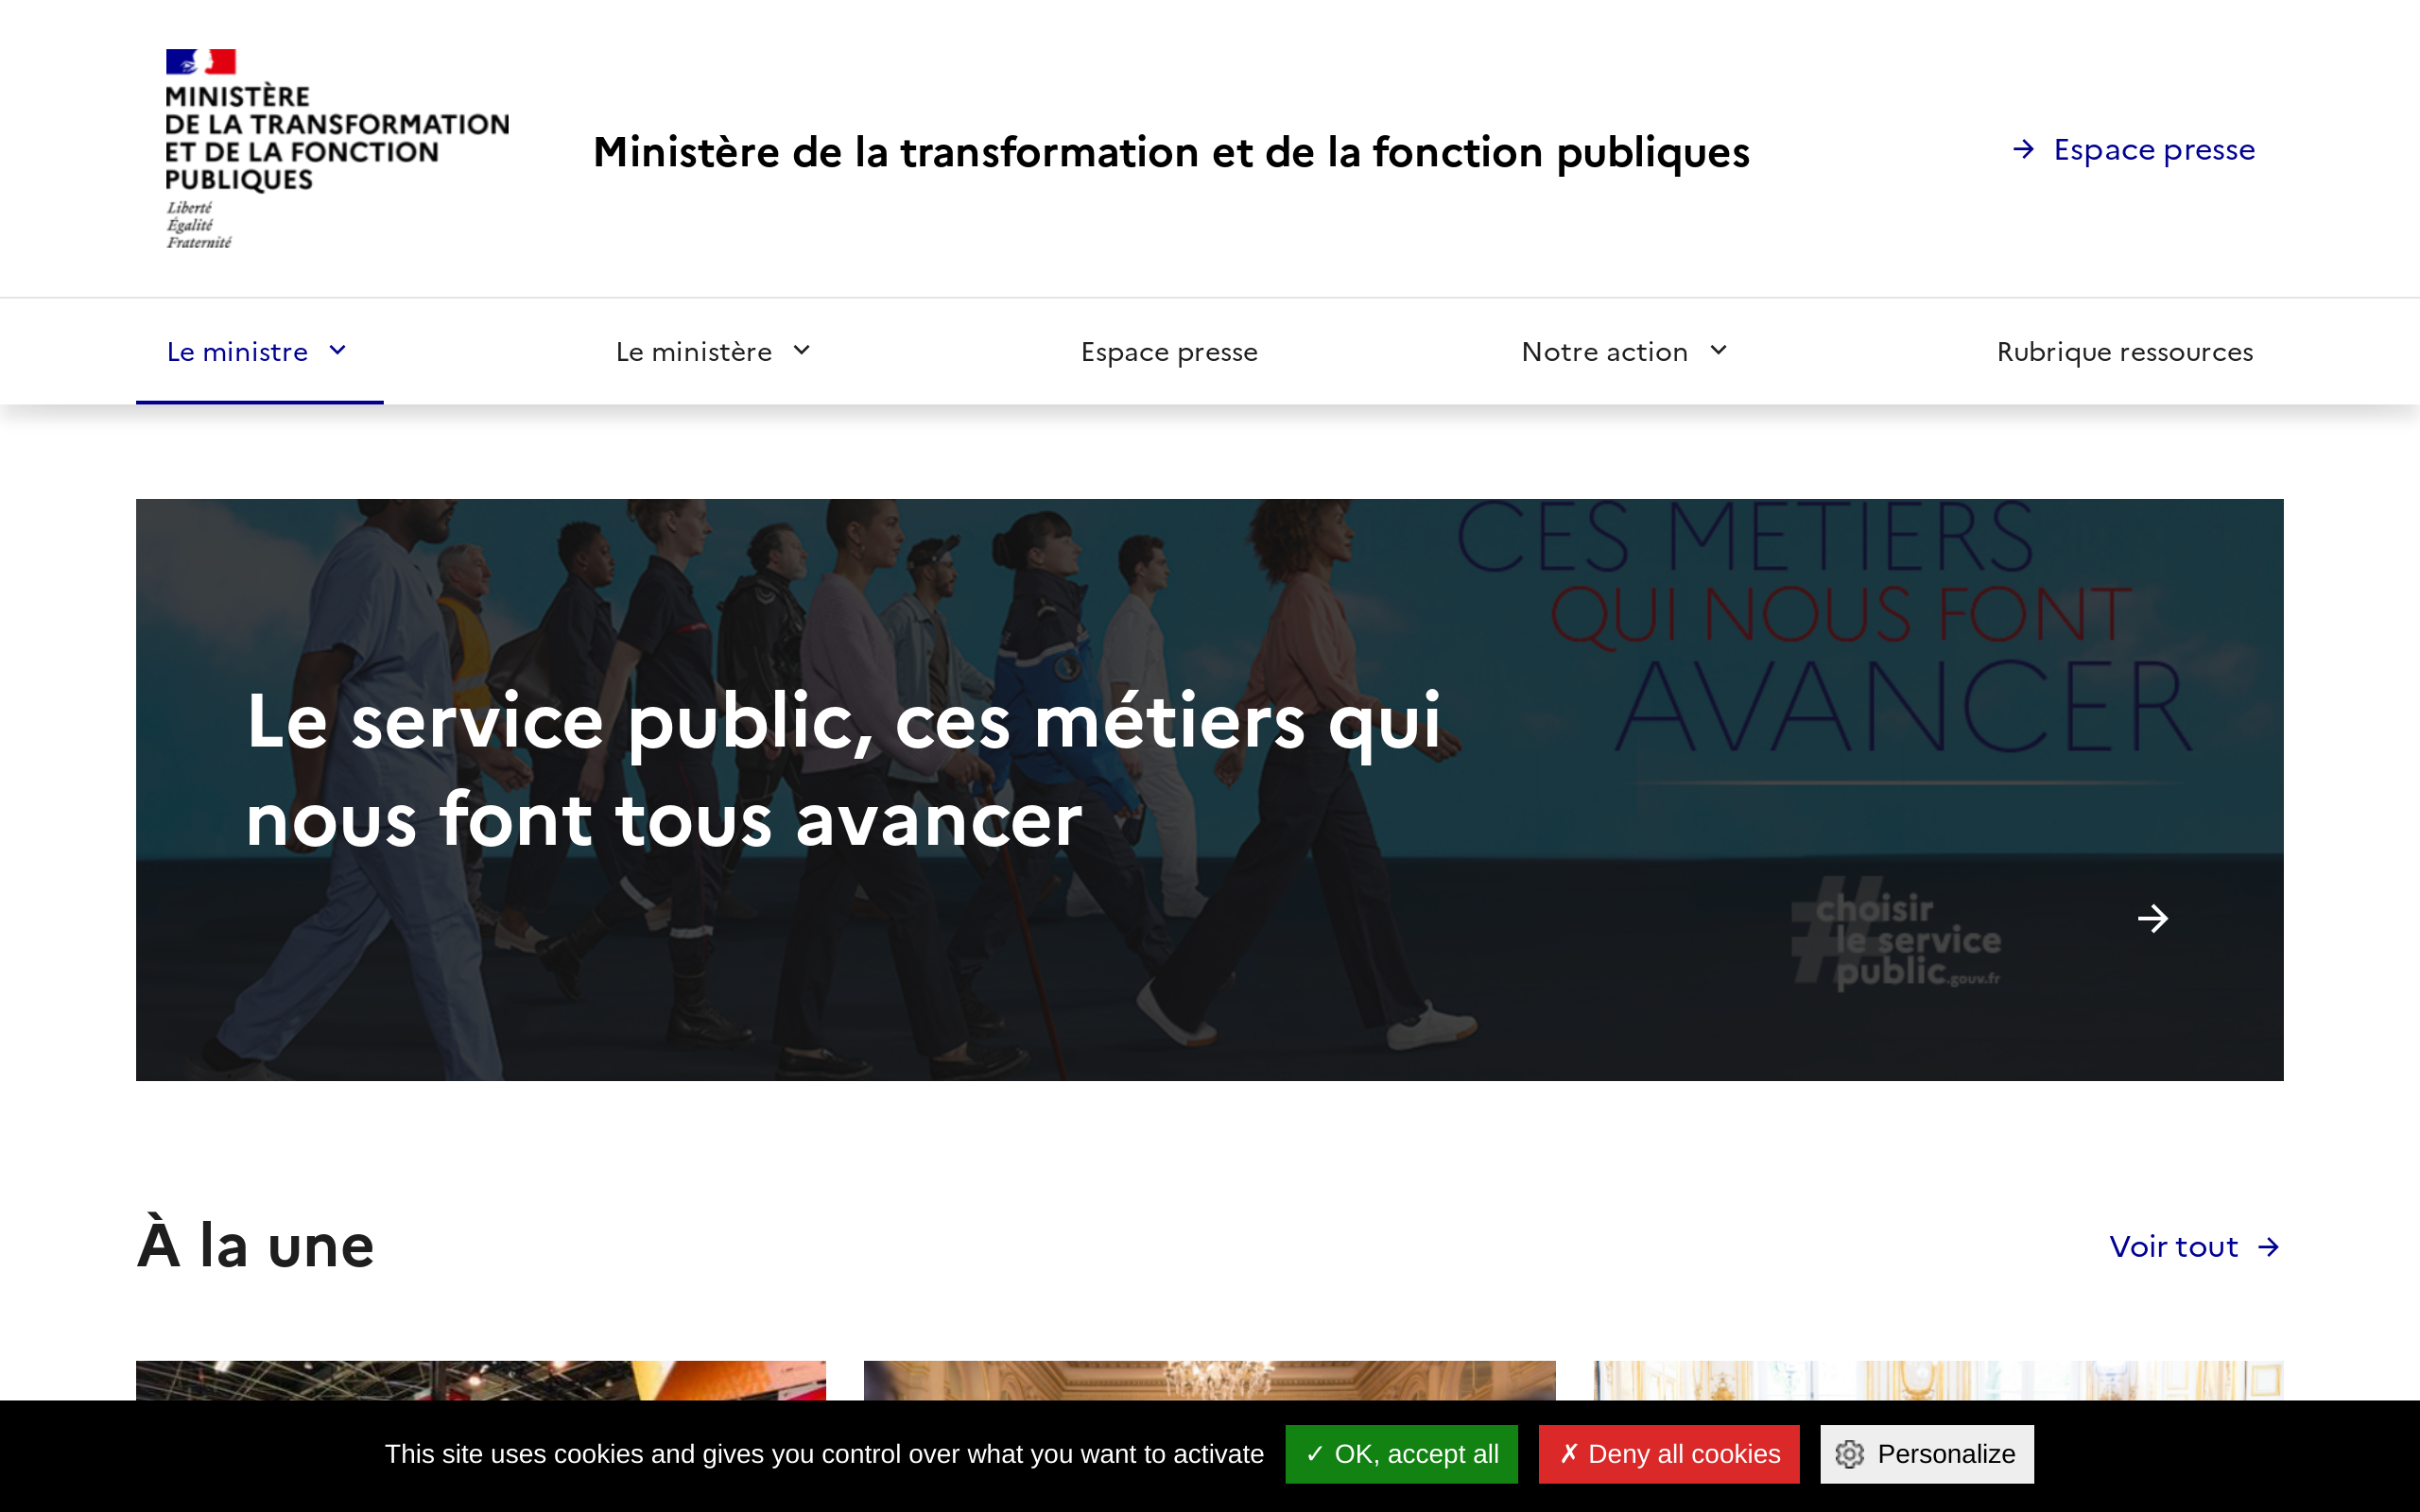 MINISTÈRE
DE LA TRANSFORMATION
ET DE LA FONCTION
PUBLIQUES
Liberté
Égalité
Fraternité
Ministère de la transformation et de la fonction publiques
Espace presse
Le ministre
Le ministère
Espace presse
Notre action
Rubrique ressources
CES METIERS
QUI NOUS FONT
AVANCER
Le service public, ces métiers qui
nous font tous avancer
#choisir
le service
public.gouv.fr
À la une
Voir tout
This site uses cookies and gives you control over what you want to activate
✓ OK, accept all
✗ Deny all cookies
Personalize